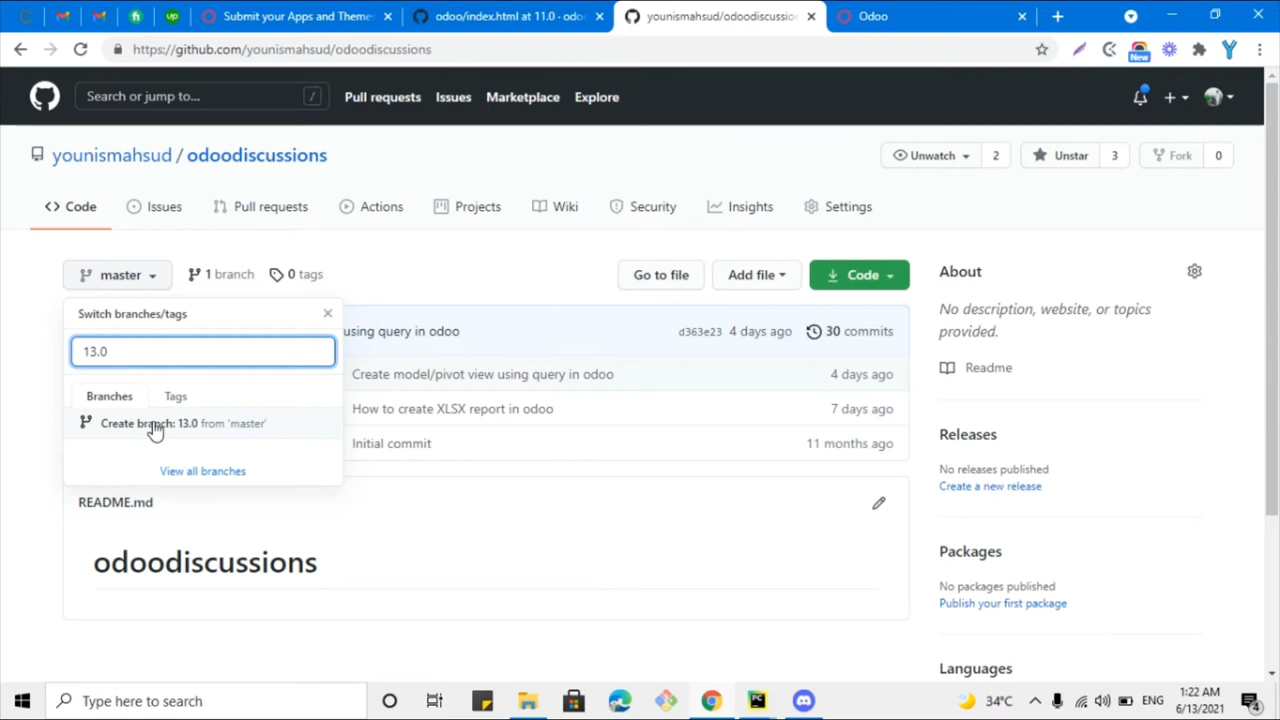 Submit your Apps and Theme
odoo/index.html at 11.0 · odo
younismahsud/odoodiscussion
Odoo
https://github.com/younismahsud/odoodiscussions
New
Search or jump to...
/
Pull requests
Issues
Marketplace
Explore
younismahsud / odoodiscussions
Unwatch
2
Unstar
3
Fork
0
Code
Issues
Pull requests
Actions
Projects
Wiki
Security
Insights
Settings
master
1 branch
0 tags
Go to file
Add file
Code
About
No description, website, or topics
provided.
Readme
Switch branches/tags
13.0
Branches
Tags
Create branch: 13.0 from 'master'
View all branches
using query in odoo
d363e23
4 days ago
30 commits
Create model/pivot view using query in odoo
4 days ago
How to create XLSX report in odoo
7 days ago
Initial commit
11 months ago
README.md
odoodiscussions
Releases
No releases published
Create a new release
Packages
No packages published
Publish your first package
Languages
Type here to search
34°C
ENG
1:22 AM
6/13/2021
4